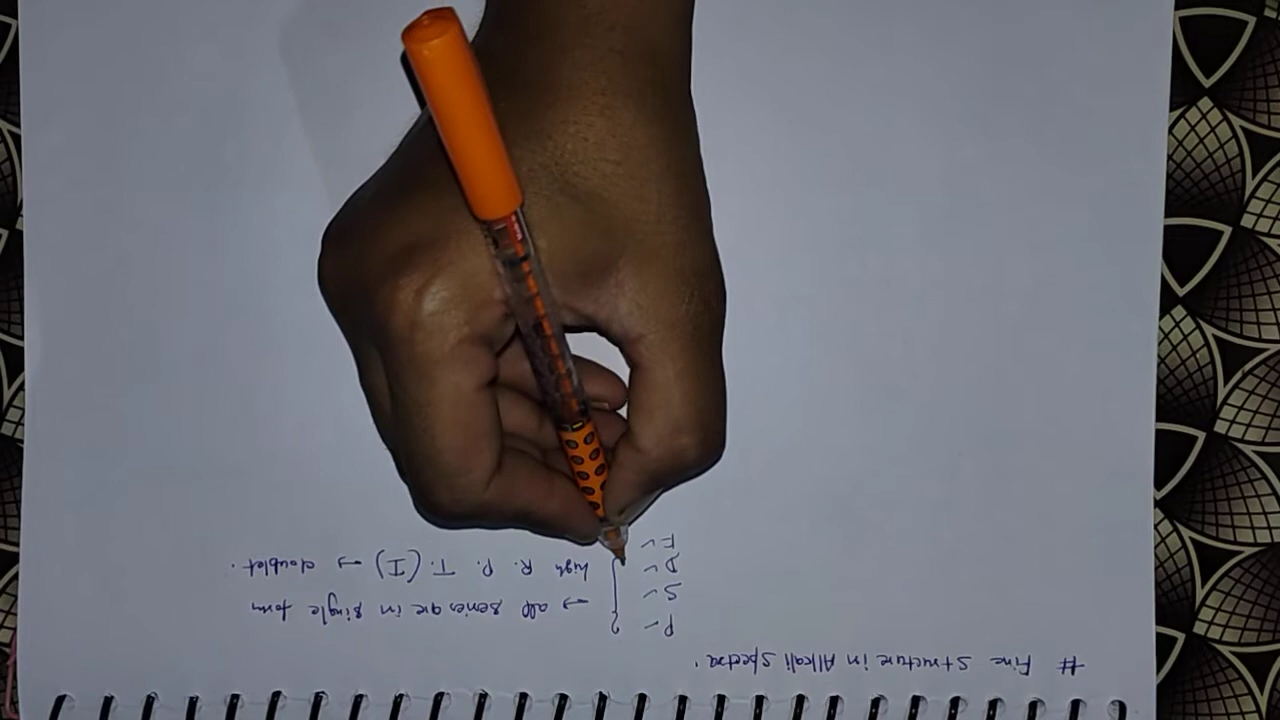 # Fine Structure in Alkali Spectra.
P✓
S✓
D✓
F✓
→ all series are in single form
high R. P. T. (I) → doublet.